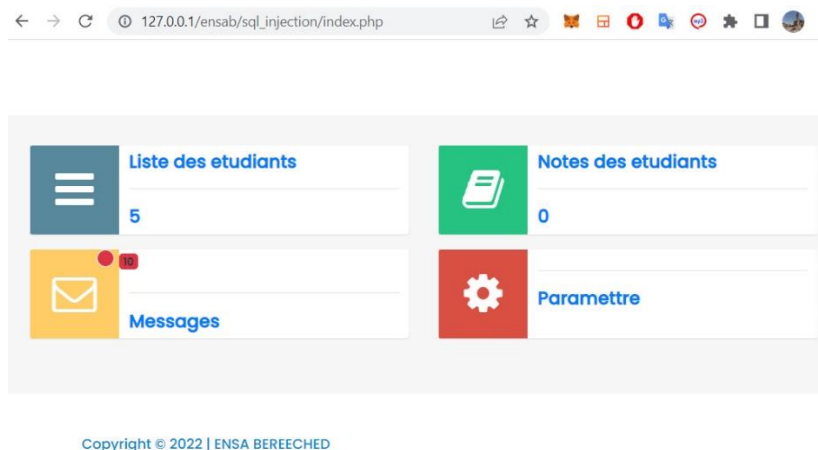 127.0.0.1/ensab/sql_injection/index.php
Liste des etudiants
5
Notes des etudiants
0
10
Messages
Paramettre
Copyright © 2022 | ENSA BEREECHED